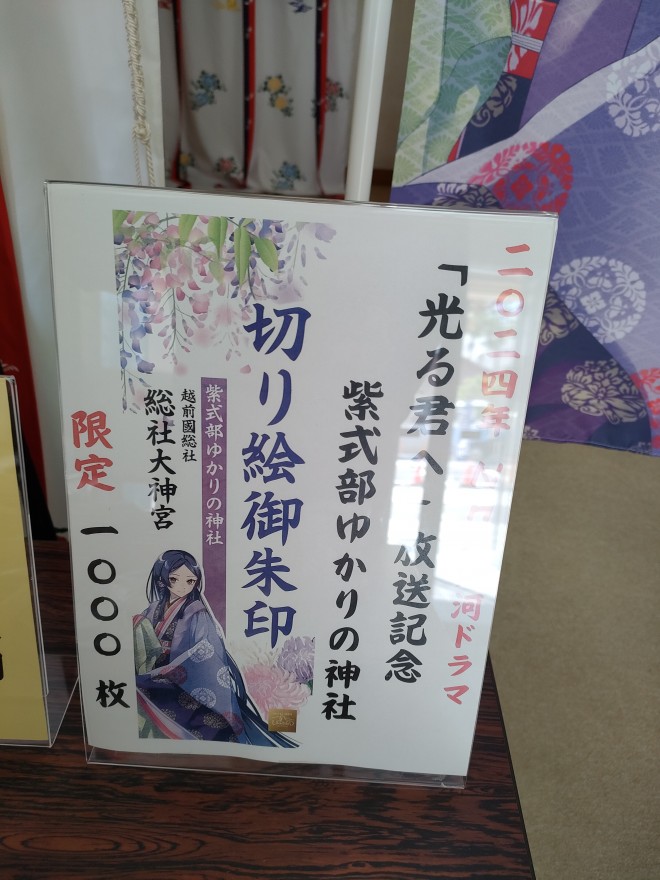 二〇二四年 河ドラマ
「光る君へ 放送記念
紫式部ゆかりの神社
切り絵御朱印
紫式部ゆかりの神社
越前國総社
総社大神宮
限定 一〇〇〇枚